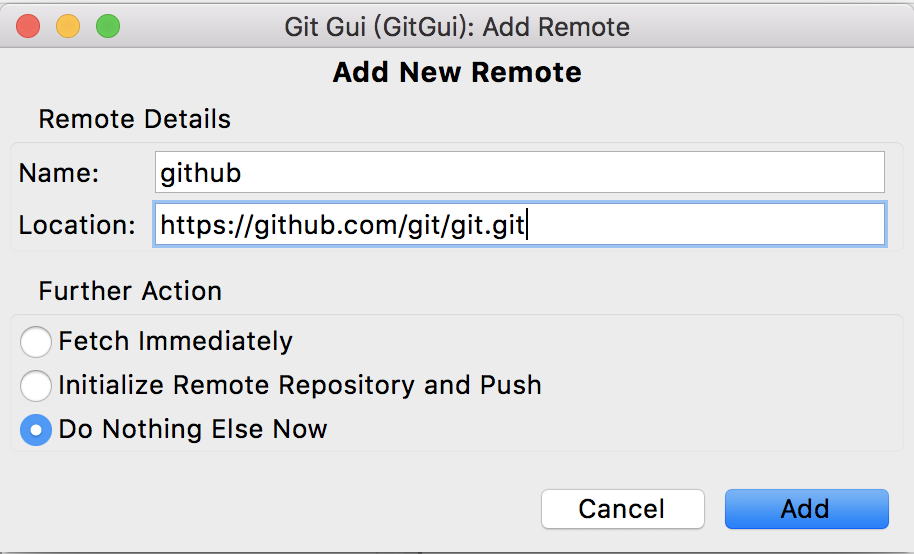 Git Gui (GitGui): Add Remote
Add New Remote
Remote Details
Name: github
Location: https://github.com/git/git.git
Further Action
Fetch Immediately
Initialize Remote Repository and Push
Do Nothing Else Now
Cancel Add